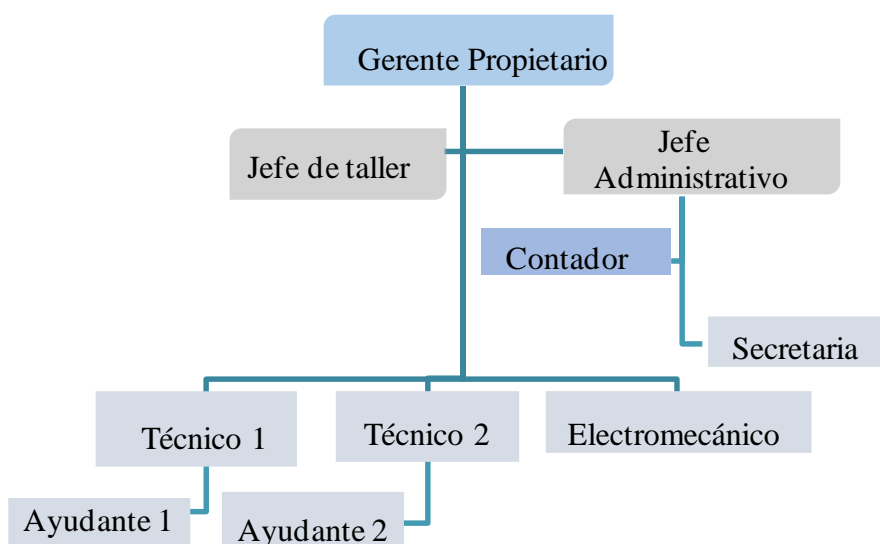 Gerente Propietario
Jefe de taller
Jefe
Administrativo
Contador
Secretaria
Técnico 1
Técnico 2
Electromecánico
Ayudante 1
Ayudante 2